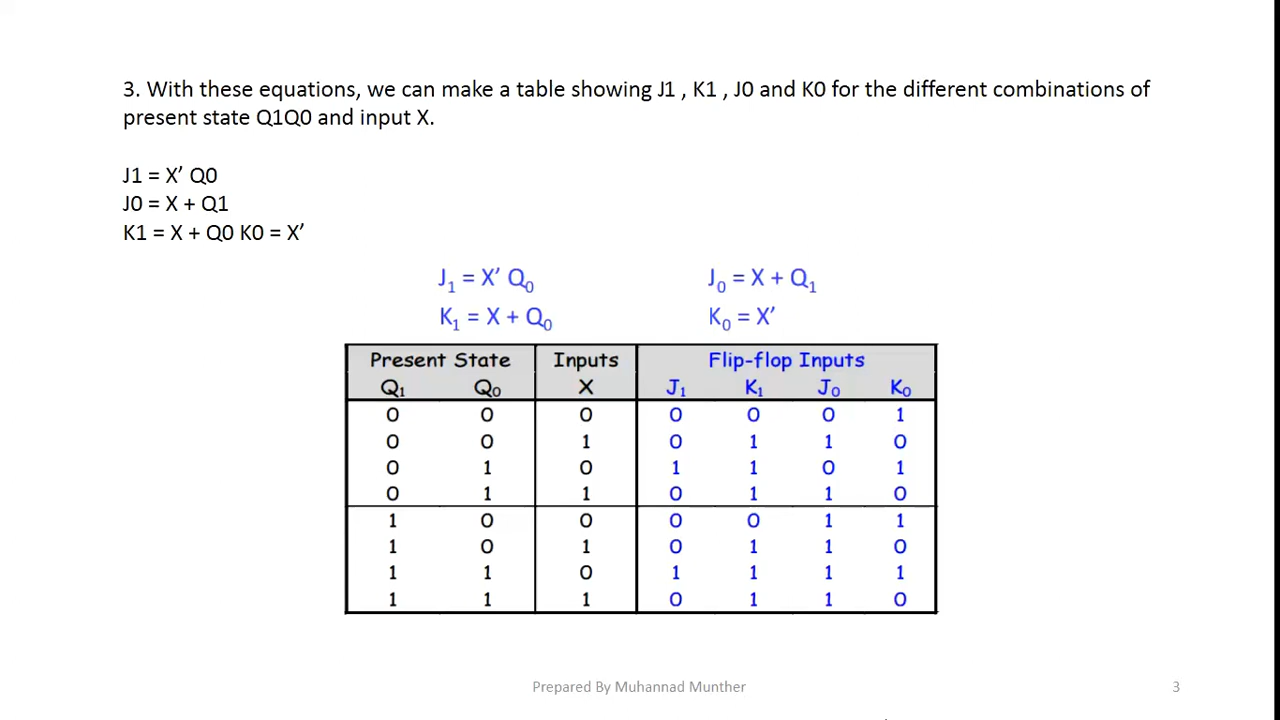 3. With these equations, we can make a table showing J1 , K1 , J0 and K0 for the different combinations of
present state Q1Q0 and input X.
J1 = X’ Q0
J0 = X + Q1
K1 = X + Q0 K0 = X’
J₁ = X’ Q₀ J₀ = X + Q₁
K₁ = X + Q₀ K₀ = X’
Present State Inputs Flip-flop Inputs
Q₁ Q₀ X J₁ K₁ J₀ K₀
0 0 0 0 0 0 1
0 0 1 0 1 1 0
0 1 0 1 1 0 1
0 1 1 0 1 1 0
1 0 0 0 0 1 1
1 0 1 0 1 1 0
1 1 0 1 1 1 1
1 1 1 0 1 1 0
Prepared By Muhannad Munther 3